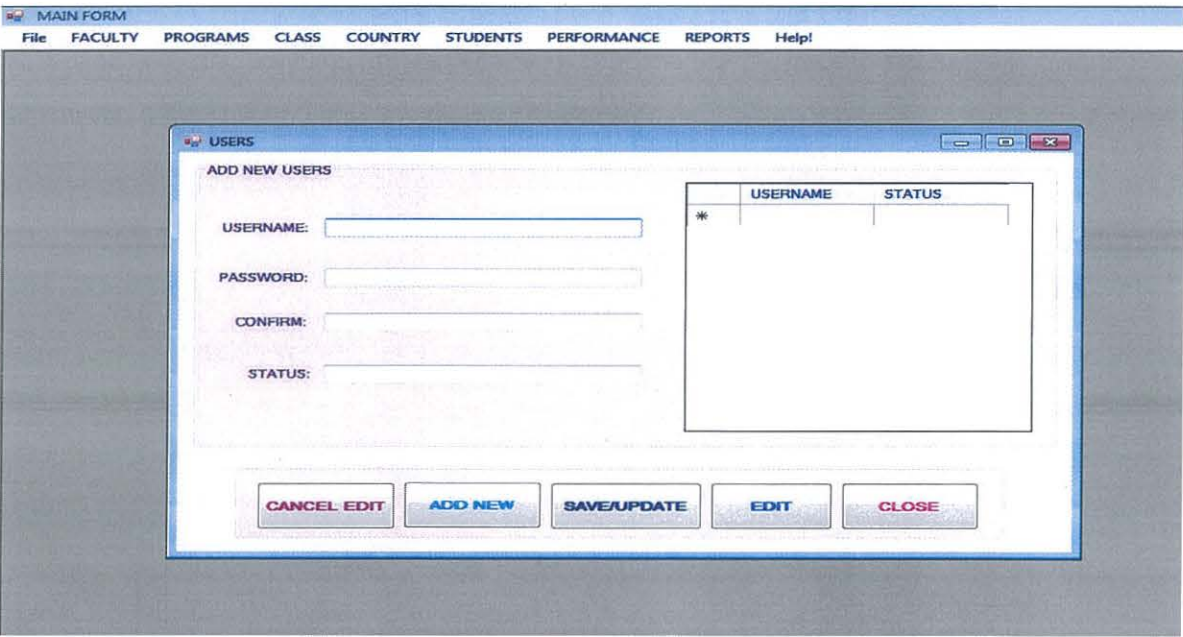 MAIN FORM
File FACULTY PROGRAMS CLASS COUNTRY STUDENTS PERFORMANCE REPORTS Help!
USERS
ADD NEW USERS
USERNAME STATUS
USERNAME:
PASSWORD:
CONFIRM:
STATUS:
CANCEL EDIT ADD NEW SAVE/UPDATE EDIT CLOSE